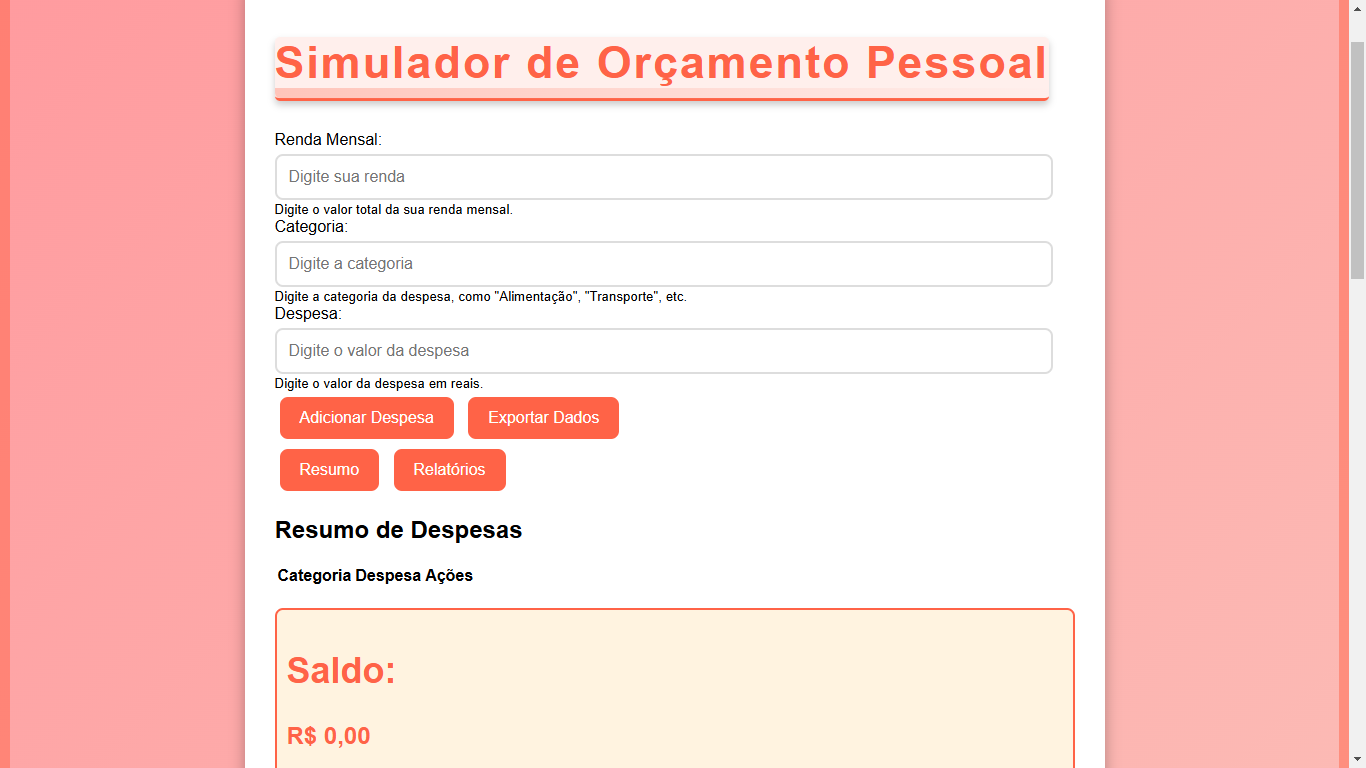 Simulador de Orçamento Pessoal
Renda Mensal:
Digite sua renda
Digite o valor total da sua renda mensal.
Categoria:
Digite a categoria
Digite a categoria da despesa, como "Alimentação", "Transporte", etc.
Despesa:
Digite o valor da despesa
Digite o valor da despesa em reais.
Adicionar Despesa Exportar Dados
Resumo Relatórios
Resumo de Despesas
Categoria Despesa Ações
Saldo:
R$ 0,00